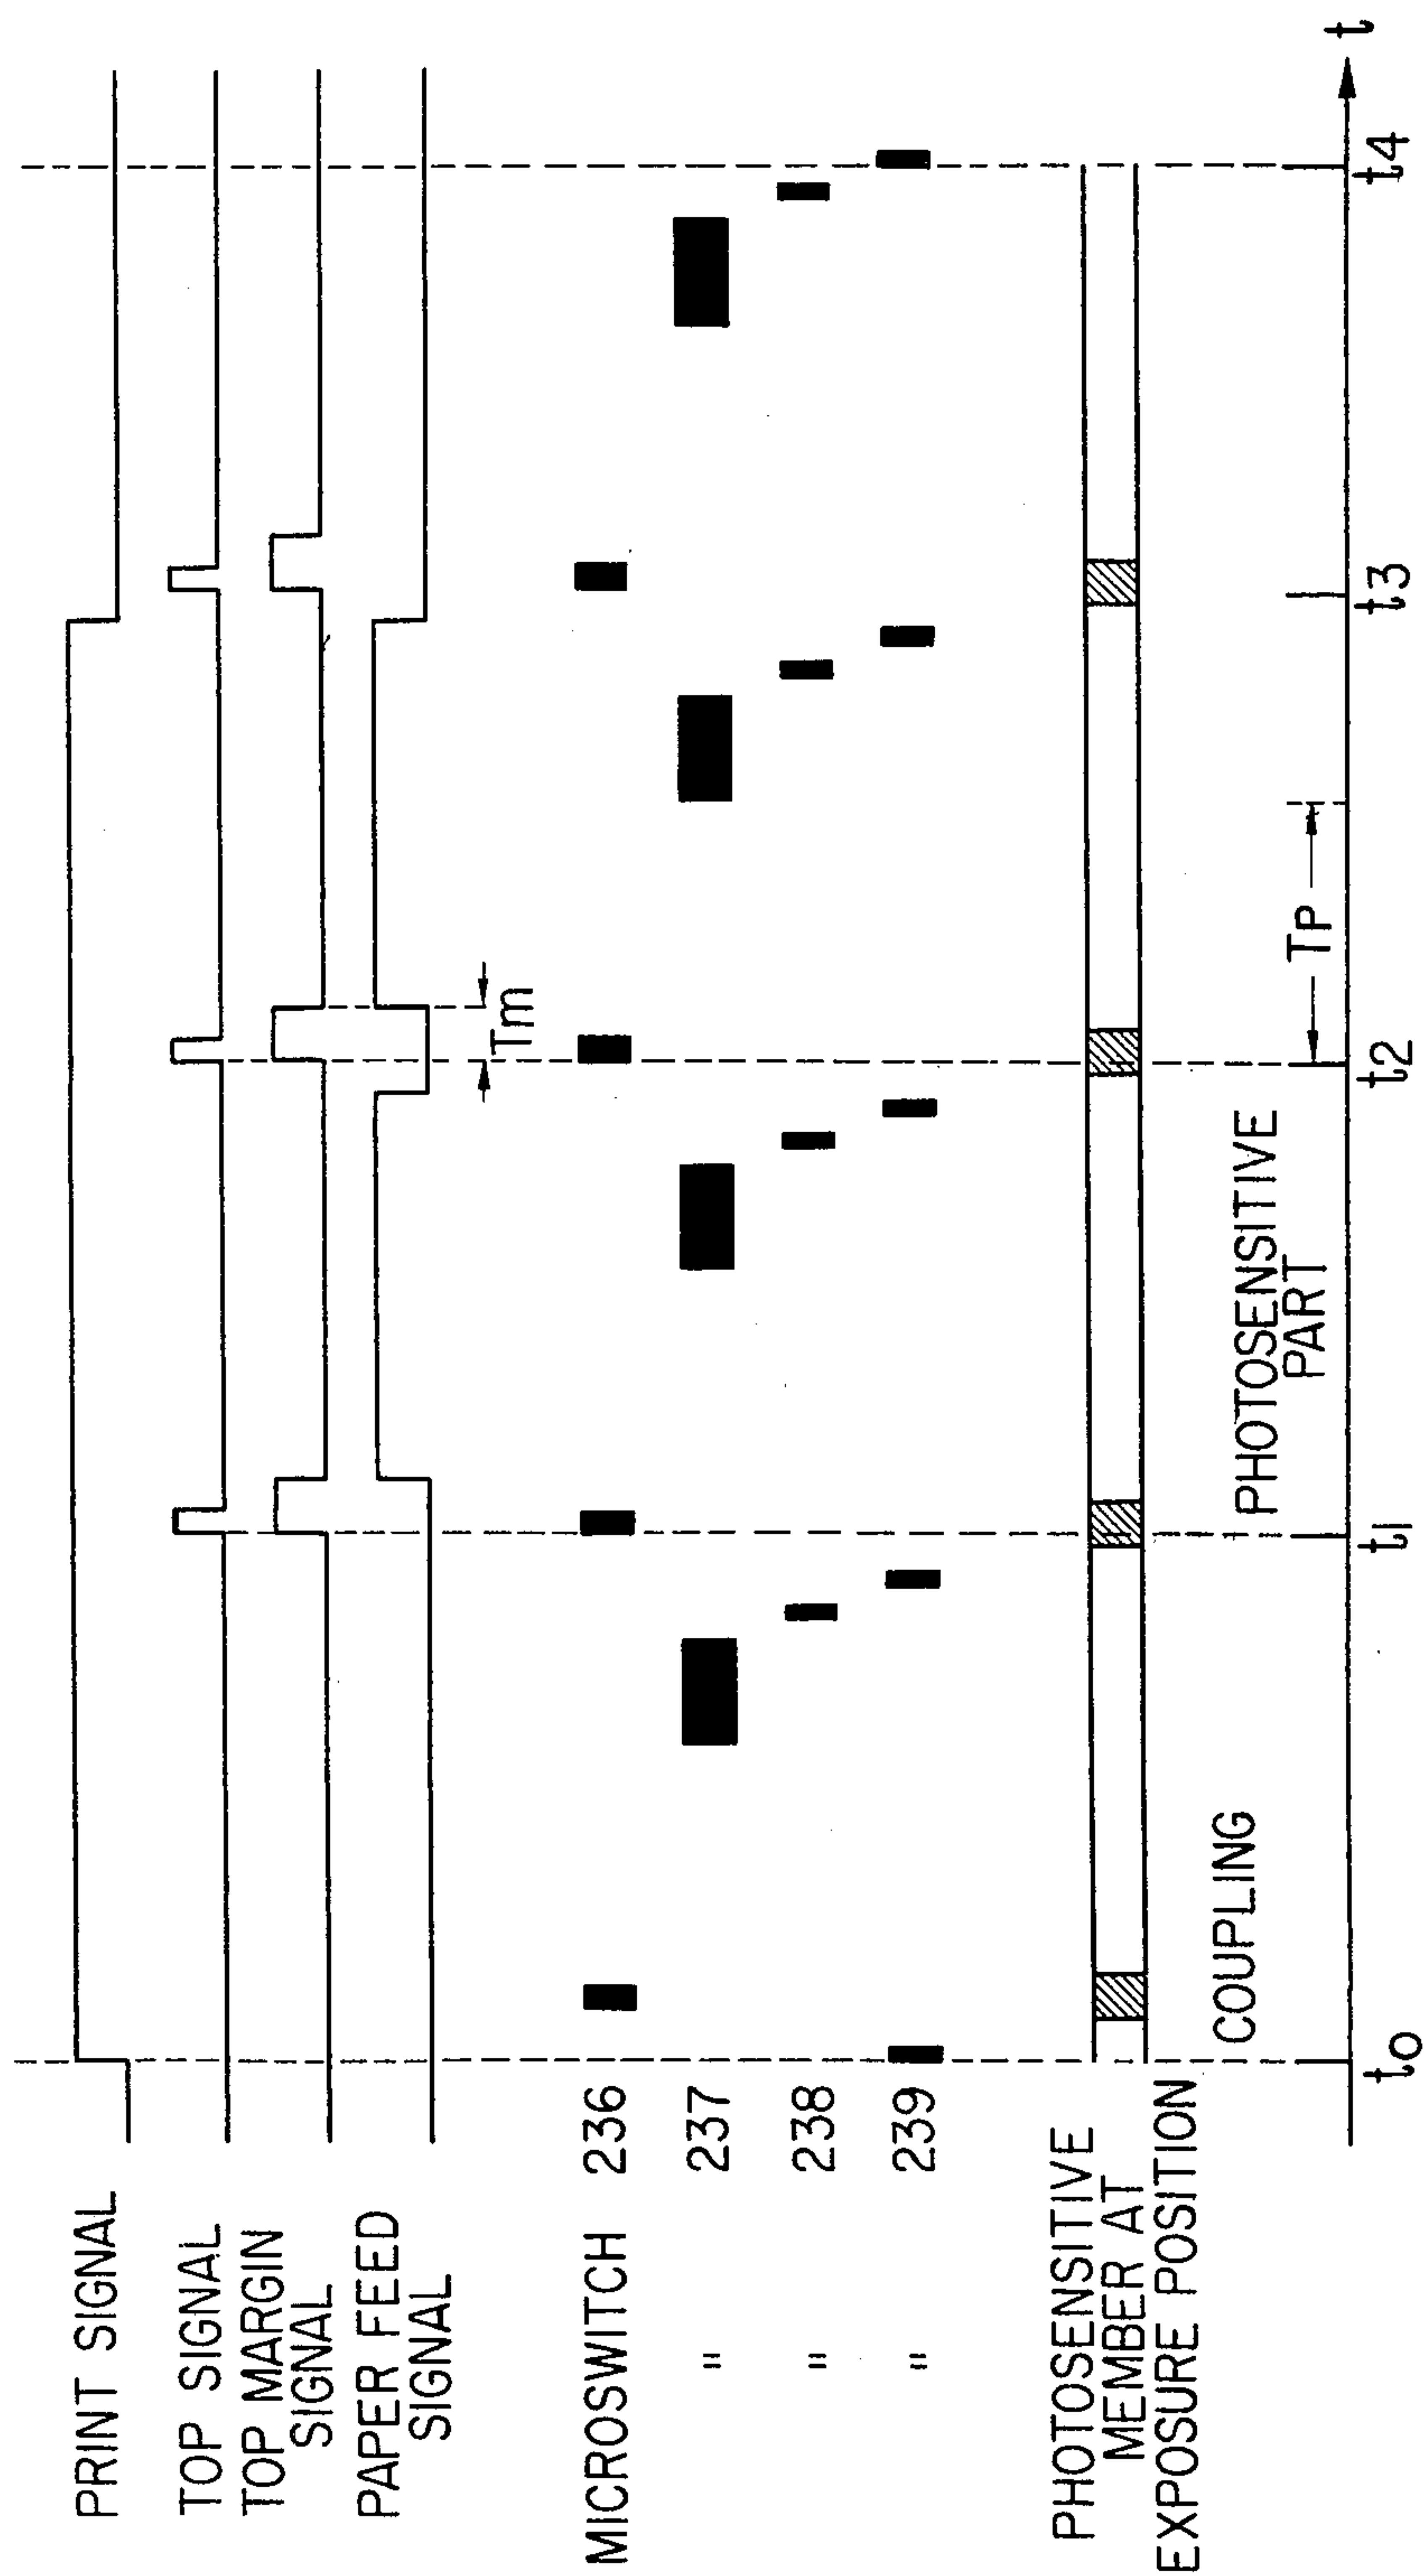 PRINT SIGNAL
TOP SIGNAL
TOP MARGIN
SIGNAL
PAPER FEED
SIGNAL
Tm
MICROSWITCH 236
" 237
" 238
" 239
PHOTOSENSITIVE
MEMBER AT
EXPOSURE POSITION
COUPLING
PHOTOSENSITIVE
PART
TP
t0 t1 t2 t3 t4 t